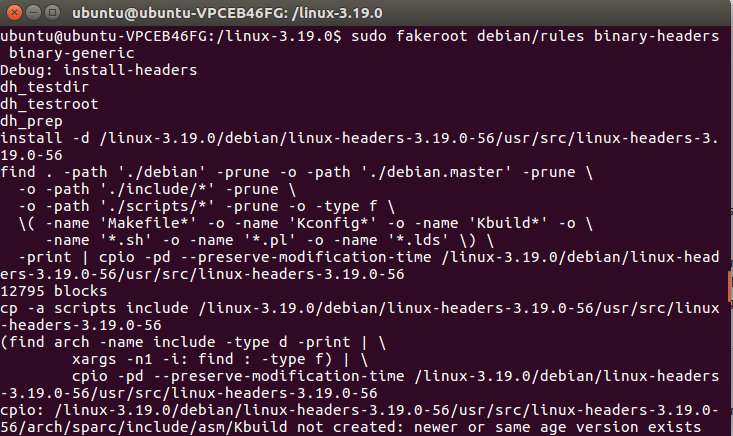 ubuntu@ubuntu-VPCEB46FG: /linux-3.19.0
ubuntu@ubuntu-VPCEB46FG:/linux-3.19.0$ sudo fakeroot debian/rules binary-headers
 binary-generic
Debug: install-headers
dh_testdir
dh_testroot
dh_prep
install -d /linux-3.19.0/debian/linux-headers-3.19.0-56/usr/src/linux-headers-3.
19.0-56
find . -path './debian' -prune -o -path './debian.master' -prune \
  -o -path './include/*' -prune \
  -o -path './scripts/*' -prune -o -type f \
  \( -name 'Makefile*' -o -name 'Kconfig*' -o -name 'Kbuild*' -o \
     -name '*.sh' -o -name '*.pl' -o -name '*.lds' \) \
  -print | cpio -pd --preserve-modification-time /linux-3.19.0/debian/linux-head
ers-3.19.0-56/usr/src/linux-headers-3.19.0-56
12795 blocks
cp -a scripts include /linux-3.19.0/debian/linux-headers-3.19.0-56/usr/src/linux
-headers-3.19.0-56
(find arch -name include -type d -print | \
        xargs -n1 -i: find : -type f) | \
        cpio -pd --preserve-modification-time /linux-3.19.0/debian/linux-headers
-3.19.0-56/usr/src/linux-headers-3.19.0-56
cpio: /linux-3.19.0/debian/linux-headers-3.19.0-56/usr/src/linux-headers-3.19.0-
56/arch/sparc/include/asm/Kbuild not created: newer or same age version exists